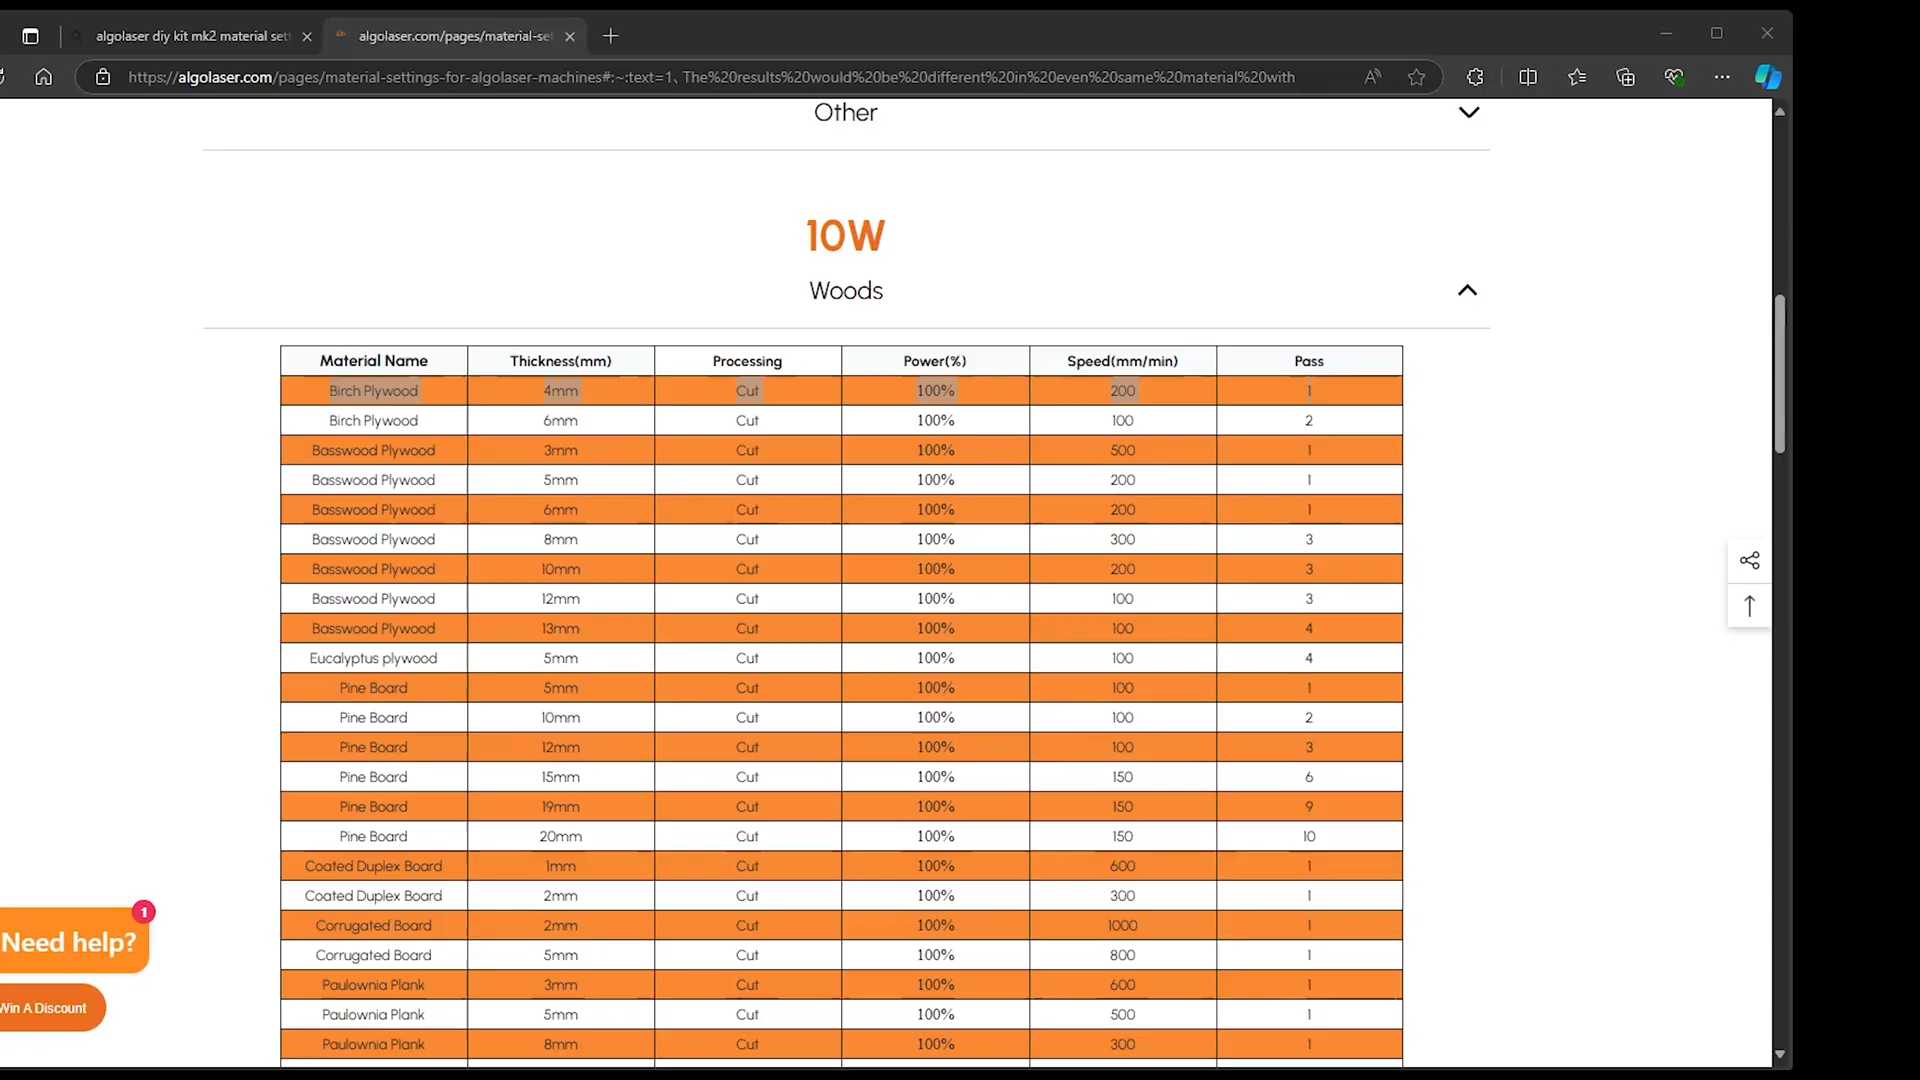 algolaser diy kit mk2 material set
algolaser.com/pages/material-se
https://algolaser.com/pages/material-settings-for-algolaser-machines#:~:text=1、The%20results%20would%20be%20different%20in%20even%20same%20material%20with
Other
10W
Woods
Material Name Thickness(mm) Processing Power(%) Speed(mm/min) Pass
Birch Plywood 4mm Cut 100% 200 1
Birch Plywood 6mm Cut 100% 100 2
Basswood Plywood 3mm Cut 100% 500 1
Basswood Plywood 5mm Cut 100% 200 1
Basswood Plywood 6mm Cut 100% 200 1
Basswood Plywood 8mm Cut 100% 300 3
Basswood Plywood 10mm Cut 100% 200 3
Basswood Plywood 12mm Cut 100% 100 3
Basswood Plywood 13mm Cut 100% 100 4
Eucalyptus plywood 5mm Cut 100% 100 4
Pine Board 5mm Cut 100% 100 1
Pine Board 10mm Cut 100% 100 2
Pine Board 12mm Cut 100% 100 3
Pine Board 15mm Cut 100% 150 6
Pine Board 19mm Cut 100% 150 9
Pine Board 20mm Cut 100% 150 10
Coated Duplex Board 1mm Cut 100% 600 1
Coated Duplex Board 2mm Cut 100% 300 1
Corrugated Board 2mm Cut 100% 1000 1
Corrugated Board 5mm Cut 100% 800 1
Paulownia Plank 3mm Cut 100% 600 1
Paulownia Plank 5mm Cut 100% 500 1
Paulownia Plank 8mm Cut 100% 300 1
1
Need help?
Win A Discount